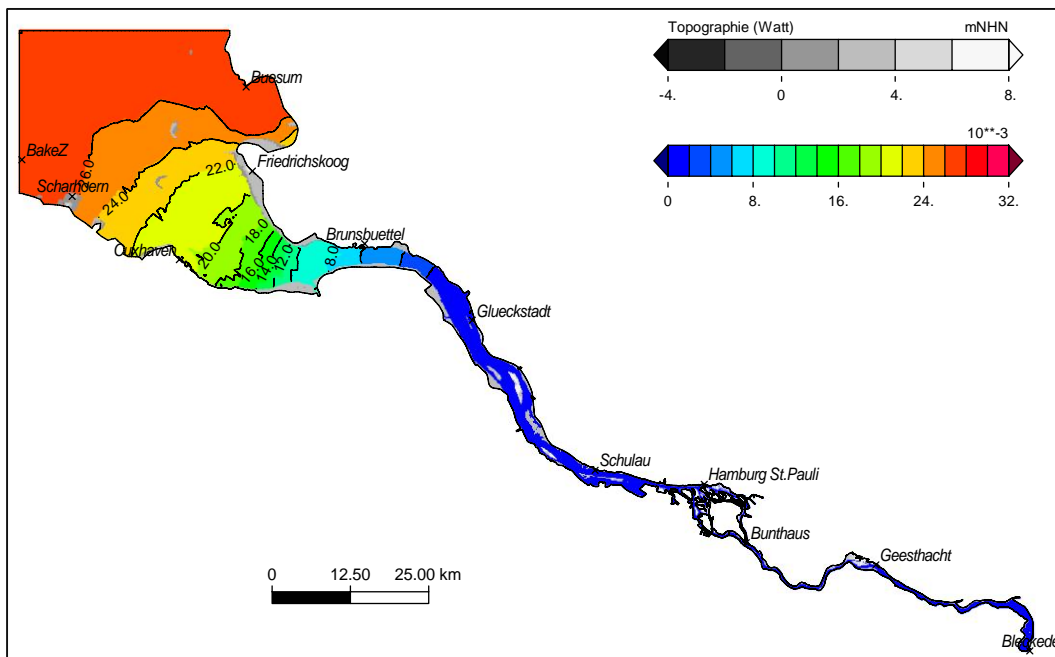 Topographie (Watt) mNHN
-4. 0 4. 8.
10**-3
0 8. 16. 24. 32.
Buesum
BakeZ
Friedrichskoog
Scharhoern
26.0
24.0
22.0
Cuxhaven
20.0
18.0
16.0
14.0
12.0
8.0
Brunsbuettel
Glueckstadt
Schulau
Hamburg St.Pauli
Bunthaus
Geesthacht
0 12.50 25.00 km
Bleckede